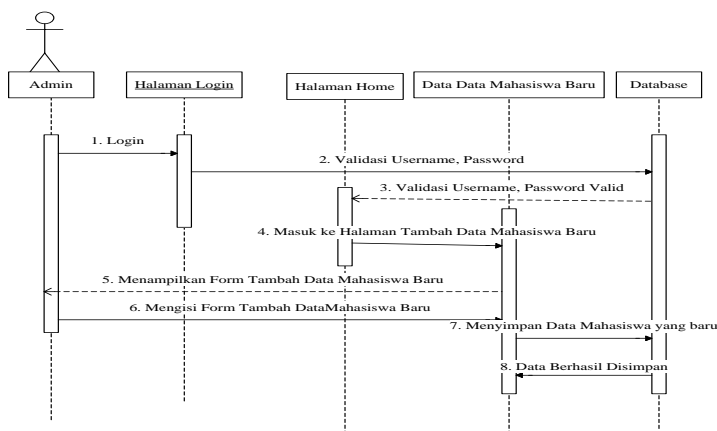 Admin
Halaman Login
Halaman Home
Data Data Mahasiswa Baru
Database
1. Login
2. Validasi Username, Password
3. Validasi Username, Password Valid
4. Masuk ke Halaman Tambah Data Mahasiswa Baru
5. Menampilkan Form Tambah Data Mahasiswa Baru
6. Mengisi Form Tambah DataMahasiswa Baru
7. Menyimpan Data Mahasiswa yang baru
8. Data Berhasil Disimpan